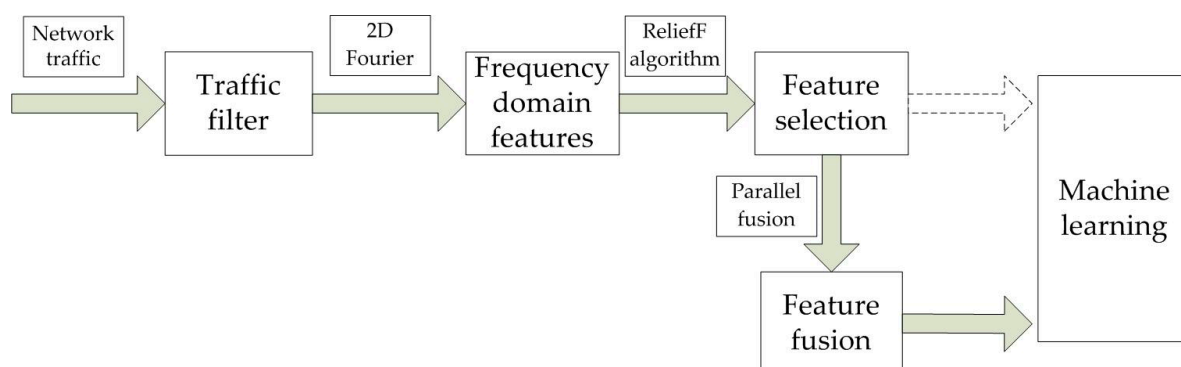 Network
traffic
Traffic
filter
2D
Fourier
Frequency
domain
features
ReliefF
algorithm
Feature
selection
Parallel
fusion
Feature
fusion
Machine
learning